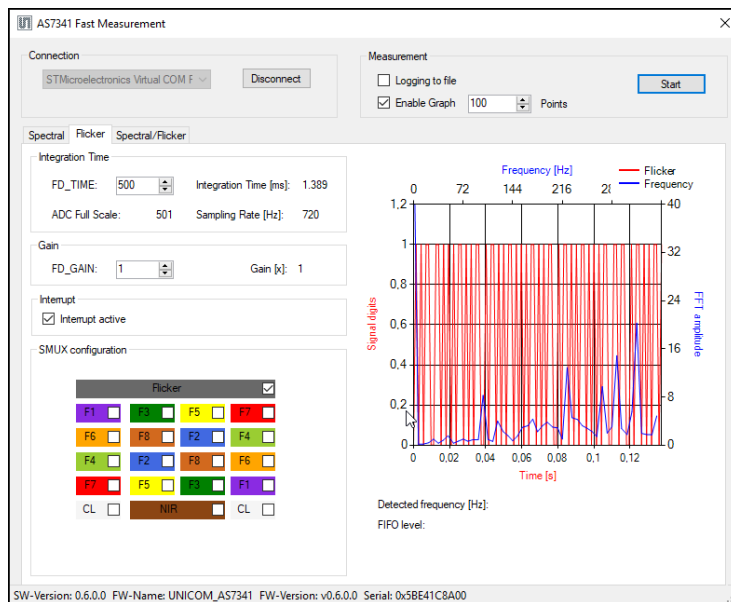 AS7341 Fast Measurement
Connection
STMicroelectronics Virtual COM F
Disconnect
Measurement
Logging to file
Enable Graph 100 Points
Start
Spectral Flicker Spectral/Flicker
Integration Time
FD_TIME: 500 Integration Time [ms]: 1.389
ADC Full Scale: 501 Sampling Rate [Hz]: 720
Gain
FD_GAIN: 1 Gain [x]: 1
Interrupt
Interrupt active
SMUX configuration
Flicker
F1 F3 F5 F7
F6 F8 F2 F4
F4 F2 F8 F6
F7 F5 F3 F1
CL NIR CL
Frequency [Hz]
Flicker
Frequency
0 72 144 216 28
1,2 40
1 32
0,8
24
0,6
16
0,4
8
0,2
0 0
Signal digits
FFT amplitude
0 0,02 0,04 0,06 0,08 0,1 0,12
Time [s]
Detected frequency [Hz]:
FIFO level:
SW-Version: 0.6.0.0 FW-Name: UNICOM_AS7341 FW-Version: v0.6.0.0 Serial: 0x5BE41C8A00